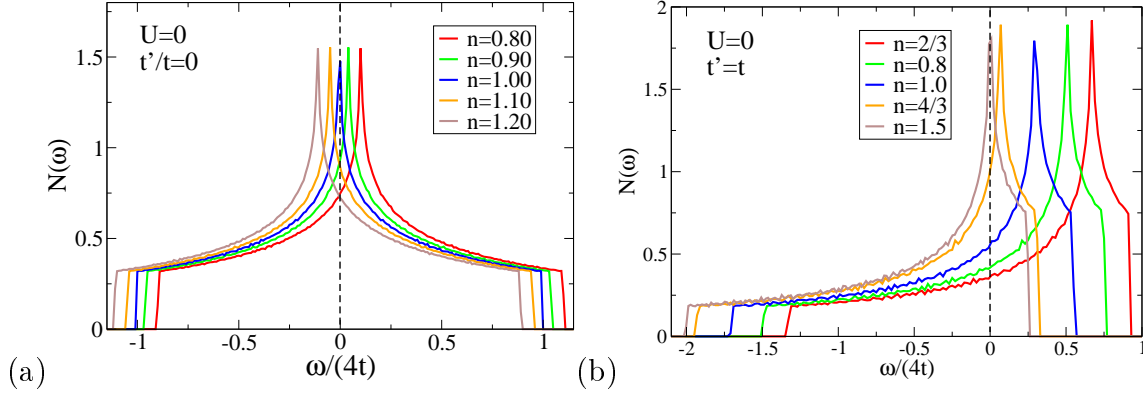 U=0
t'/t=0
n=0.80
n=0.90
n=1.00
n=1.10
n=1.20
N(ω)
1.5
1
0.5
0
-1
-0.5
0
0.5
1
ω/(4t)
(a)
U=0
t'=t
n=2/3
n=0.8
n=1.0
n=4/3
n=1.5
N(ω)
2
1.5
1
0.5
0
-2
-1.5
-1
-0.5
0
0.5
1
ω/(4t)
(b)